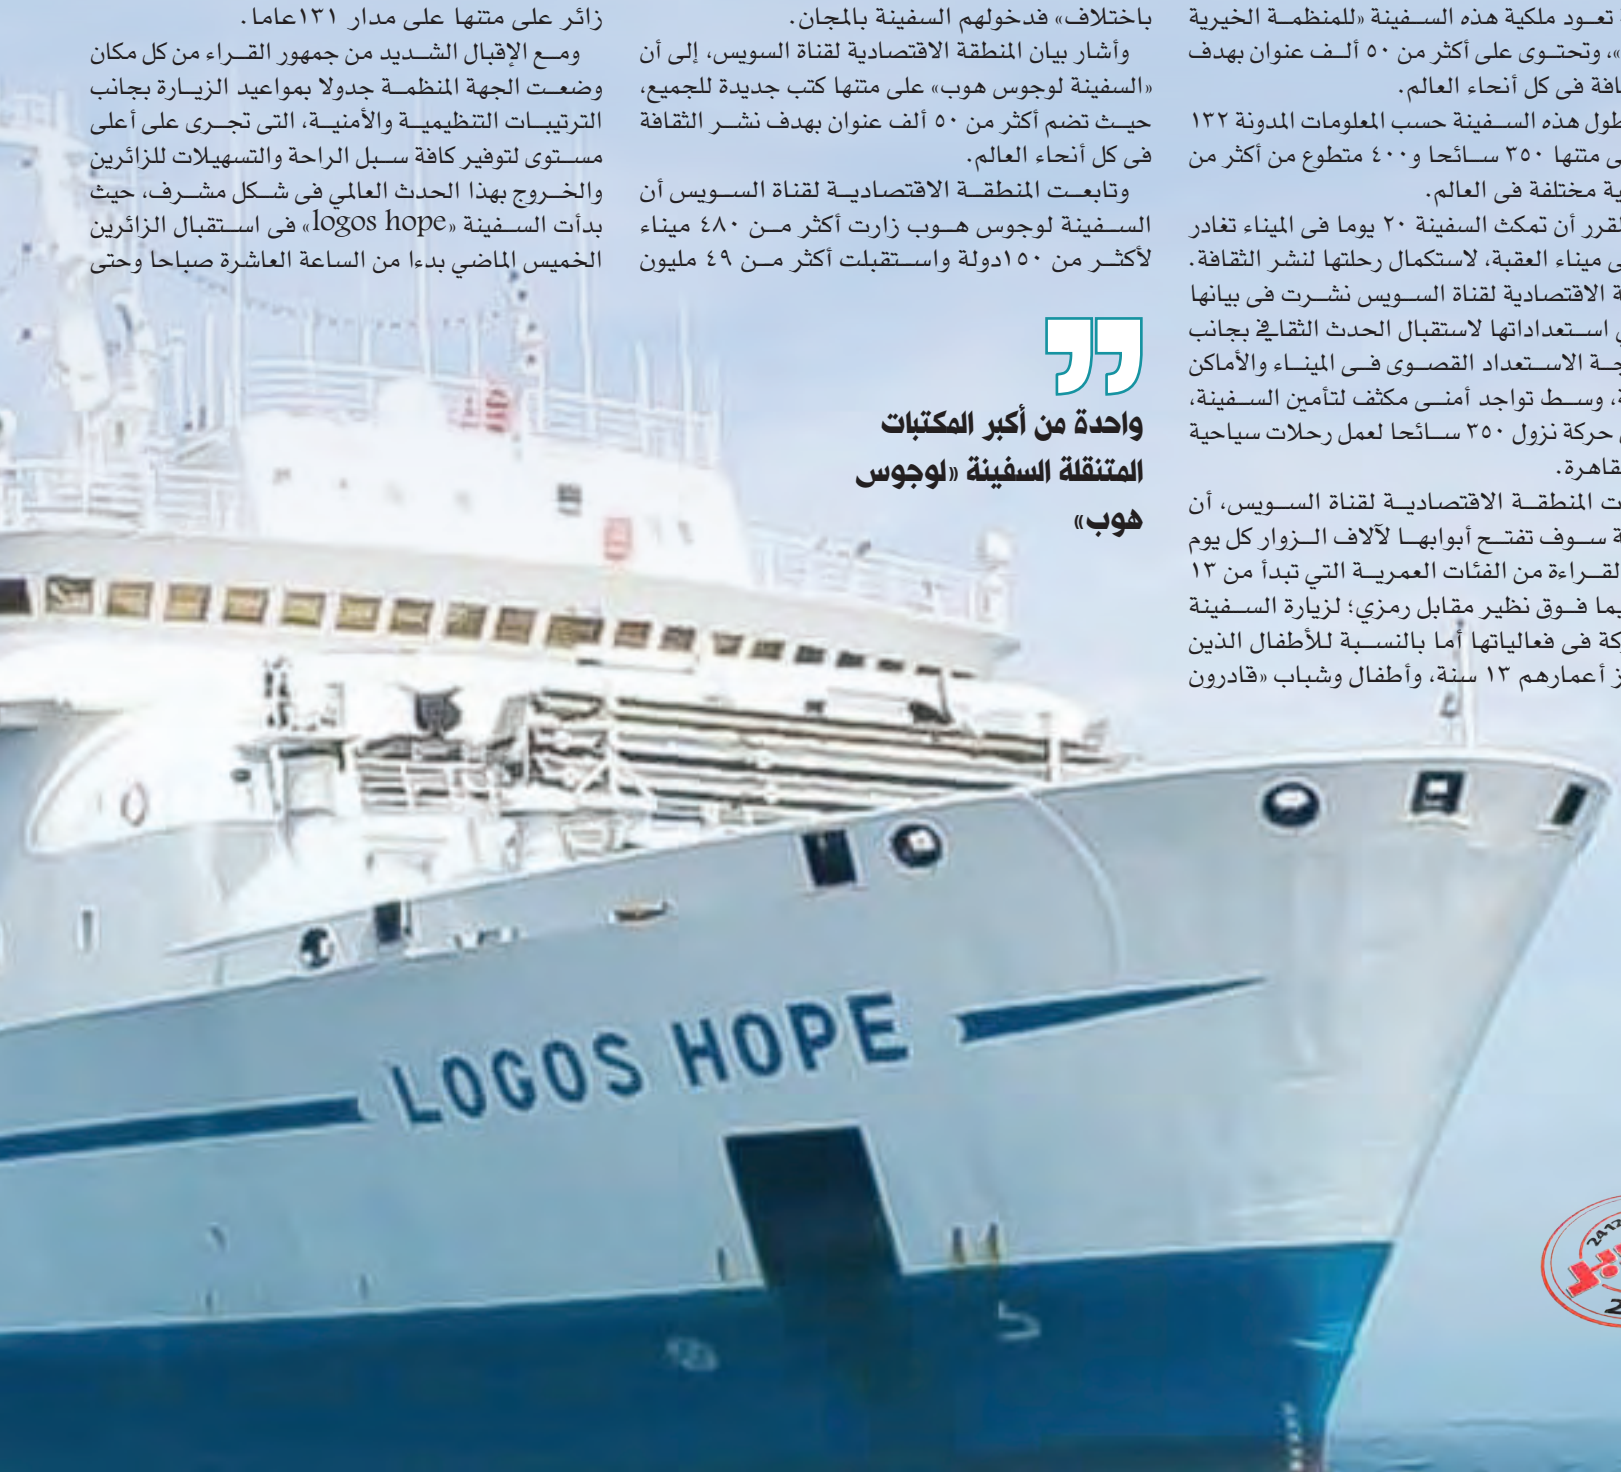 تعود ملكية هذه السفينة «للمنظمة الخيرية
»، وتحتوى على أكثر من ٥٠ ألف عنوان بهدف
فى كل أنحاء العالم.
طول هذه السفينة حسب المعلومات المدونة ١٣٢
متنها ٣٥٠ سائحا و٤٠٠ متطوع من أكثر من
مختلفة فى العالم.
أن تمكث السفينة ٢٠ يوما فى الميناء تغادر
ميناء العقبة، لاستكمال رحلتها لنشر الثقافة.
الاقتصادية لقناة السويس نشرت فى بيانها
استعداداتها لاستقبال الحدث الثقافي بجانب
الاستعداد القصوى فى الميناء والأماكن
وسط تواجد أمنى مكثف لتأمين السفينة،
حركة نزول ٣٥٠ سائحا لعمل رحلات سياحية
المنطقة الاقتصادية لقناة السويس، أن
سوف تفتح أبوابها لآلاف الزوار كل يوم
من الفئات العمرية التي تبدأ من ١٣
فوق نظير مقابل رمزي؛ لزيارة السفينة
فى فعالياتها أما بالنسبة للأطفال الذين
أعمارهم ١٣ سنة، وأطفال وشباب «قادرون
باختلاف» فدخولهم السفينة بالمجان.
وأشار بيان المنطقة الاقتصادية لقناة السويس، إلى أن
«السفينة لوجوس هوب» على متنها كتب جديدة للجميع،
حيث تضم أكثر من ٥٠ ألف عنوان بهدف نشر الثقافة
فى كل أنحاء العالم.
وتابعت المنطقة الاقتصادية لقناة السويس أن
السفينة لوجوس هوب زارت أكثر من ٤٨٠ ميناء
لأكثر من ١٥٠دولة واستقبلت أكثر من ٤٩ مليون
زائر على متنها على مدار ١٣١عاما.
ومع الإقبال الشديد من جمهور القراء من كل مكان
وضعت الجهة المنظمة جدولا بمواعيد الزيارة بجانب
الترتيبات التنظيمية والأمنية، التى تجرى على أعلى
مستوى لتوفير كافة سبل الراحة والتسهيلات للزائرين
والخروج بهذا الحدث العالمي فى شكل مشرف، حيث
بدأت السفينة «logos hope» فى استقبال الزائرين
الخميس الماضي بدءا من الساعة العاشرة صباحا وحتى
واحدة من أكبر المكتبات
المتنقلة السفينة «لوجوس
هوب»
LOGOS HOPE